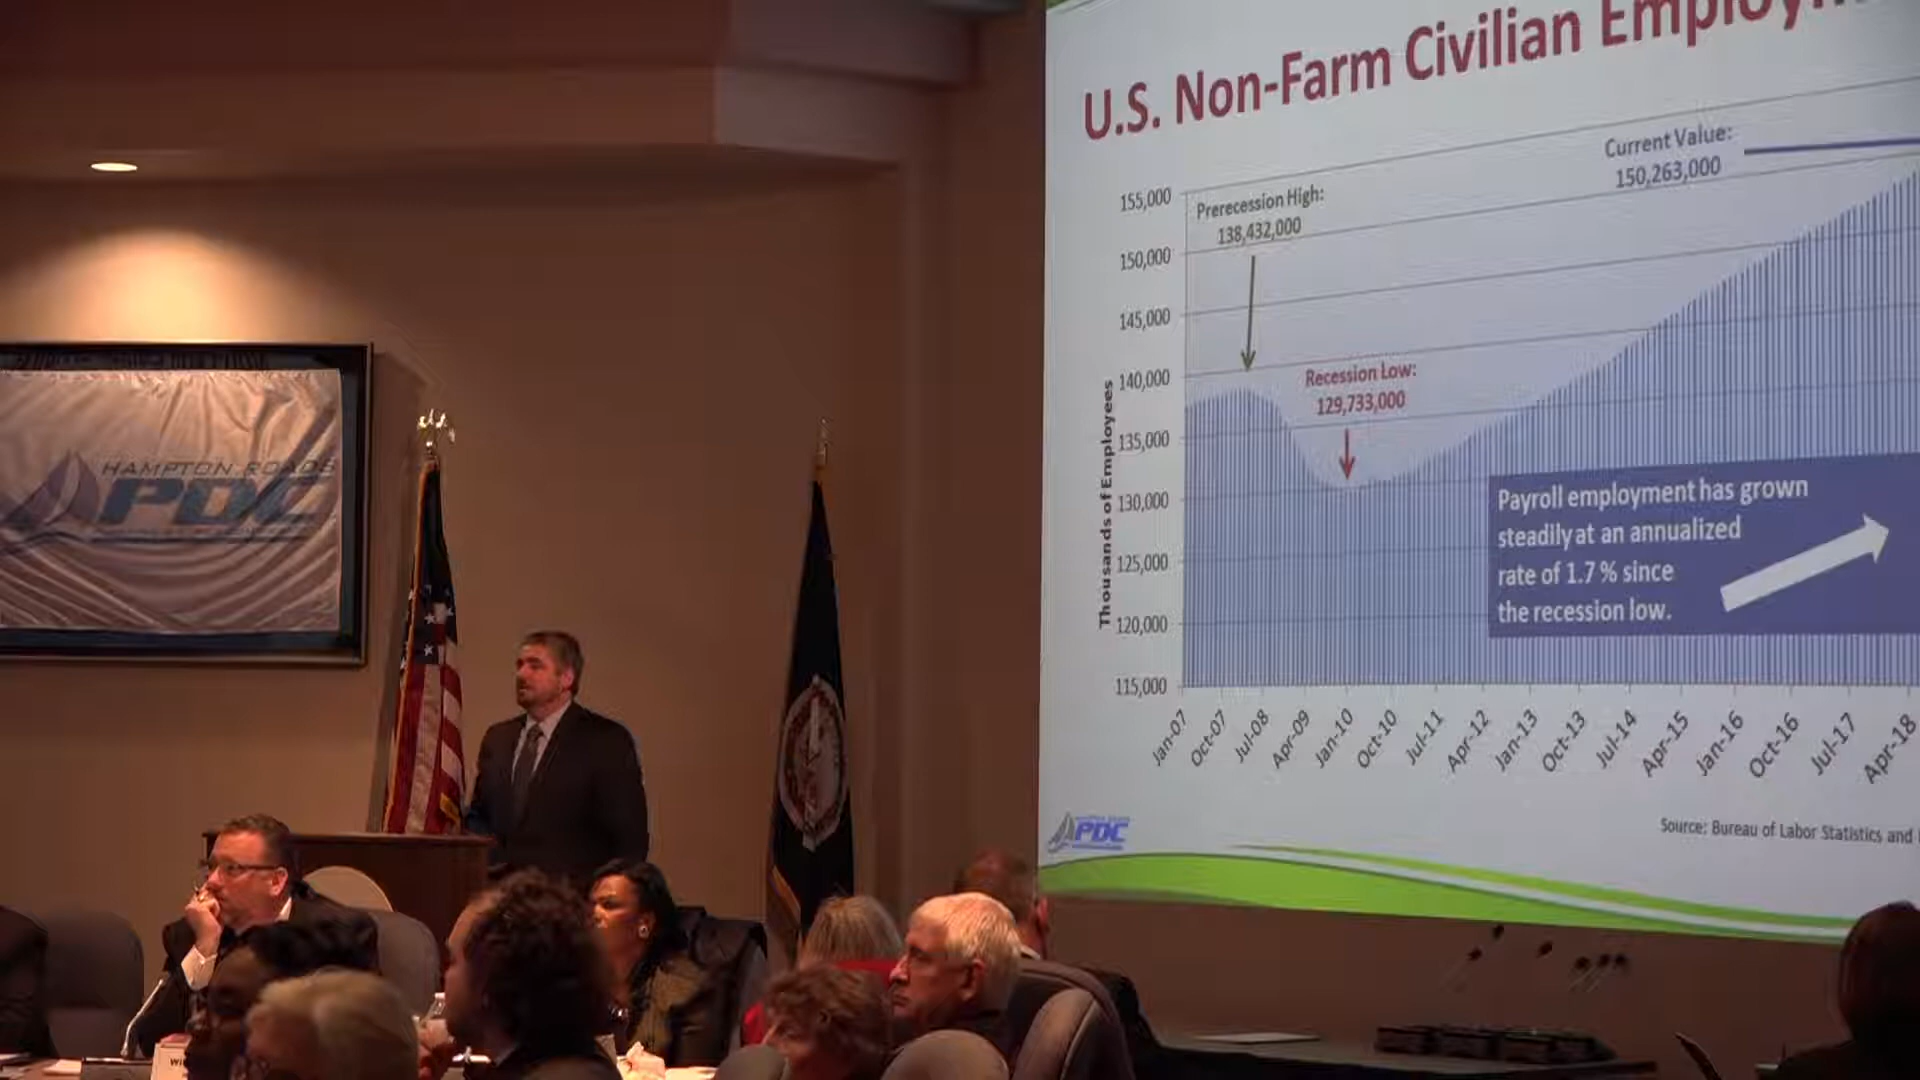 U.S. Non-Farm Civilian
Current Value:
150,263,000
Prerecession High:
138,432,000
Recession Low:
129,733,000
155,000
150,000
145,000
140,000
135,000
130,000
125,000
120,000
115,000
Thousands of Employees
Payroll employment has grown
steadily at an annualized
rate of 1.7% since
the recession low.
Jan-07
Oct-07
Jul-08
Apr-09
Jan-10
Oct-10
Jul-11
Apr-12
Jan-13
Oct-13
Jul-14
Apr-15
Jan-16
Oct-16
Jul-17
Apr-18
Source: Bureau of Labor Statistics and
PDC
HAMPTON ROADS
PDC